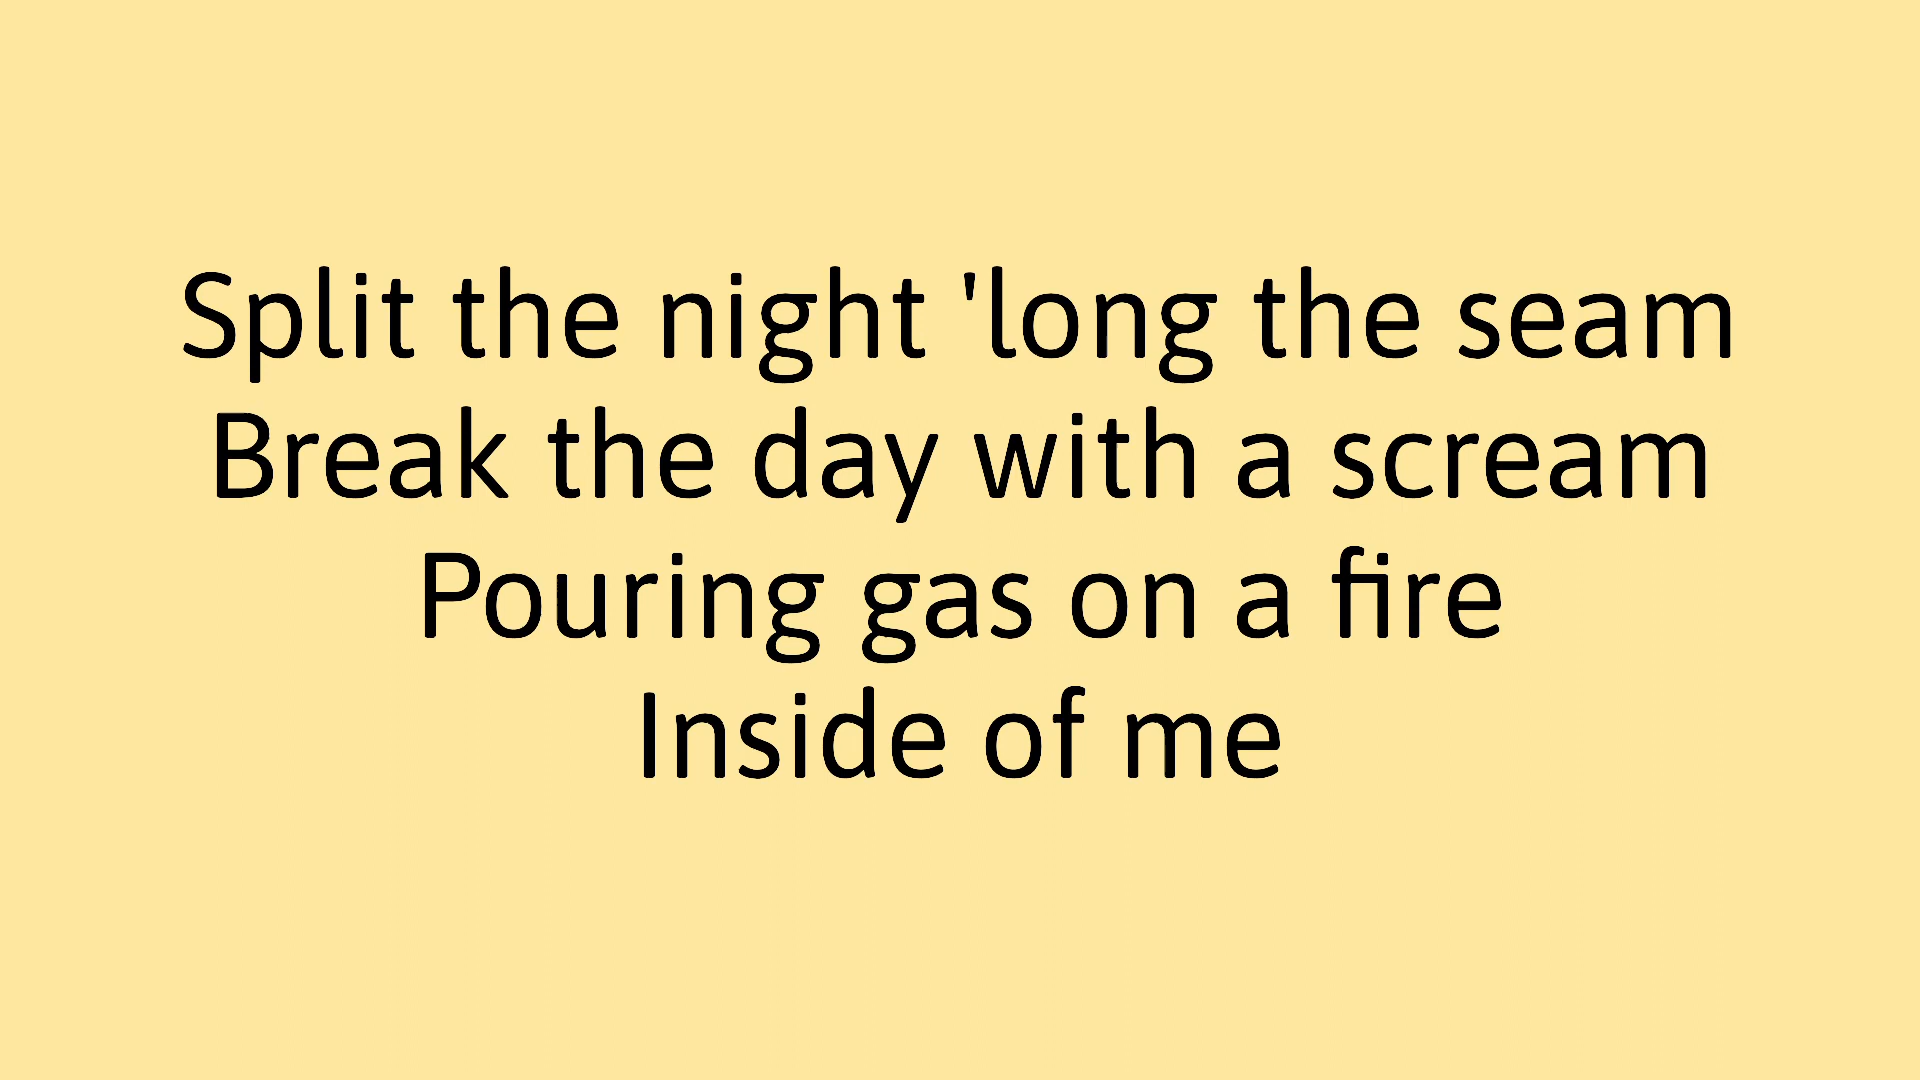 Split the night 'long the seam
Break the day with a scream
Pouring gas on a fire
Inside of me